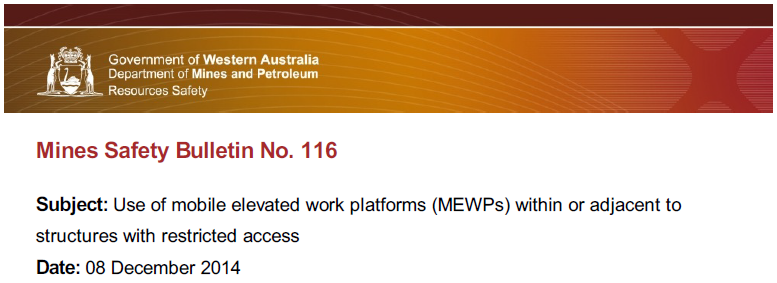 Government of Western Australia
Department of Mines and Petroleum
Resources Safety
Mines Safety Bulletin No. 116
Subject: Use of mobile elevated work platforms (MEWPs) within or adjacent to
structures with restricted access
Date: 08 December 2014